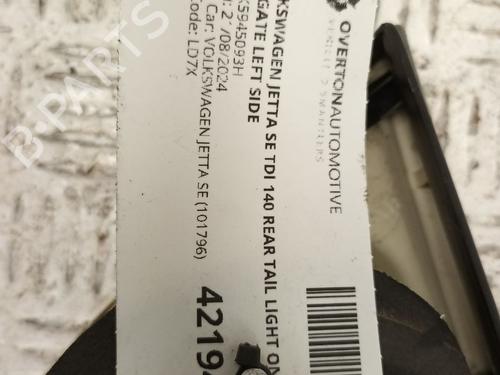 OVERTONAUTOMOTIVE
KSWAGEN JETTA SE TDI 140 REAR TAIL LIGHT ON
GATE LEFT SIDE
K5945093H
/08/2024
Car: VOLKSWAGEN JETTA SE (101796)
Code: LD7X
4219
B-PARTS